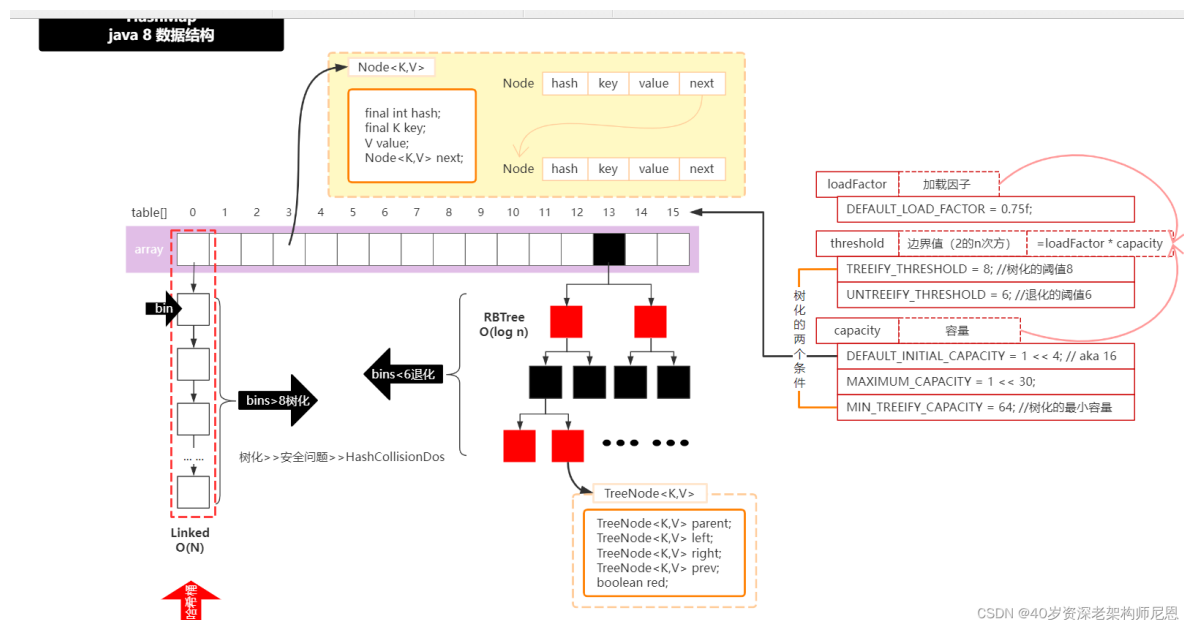 HashMap
java 8 数据结构
Node<K,V>
final int hash;
final K key;
V value;
Node<K,V> next;
Node hash key value next
Node hash key value next
table[] 0 1 2 3 4 5 6 7 8 9 10 11 12 13 14 15
array
loadFactor 加载因子
DEFAULT_LOAD_FACTOR = 0.75f;
threshold 边界值（2的n次方） =loadFactor * capacity
TREEIFY_THRESHOLD = 8; //树化的阈值8
UNTREEIFY_THRESHOLD = 6; //退化的阈值6
树化的两个条件
capacity 容量
DEFAULT_INITIAL_CAPACITY = 1 << 4; // aka 16
MAXIMUM_CAPACITY = 1 << 30;
MIN_TREEIFY_CAPACITY = 64; //树化的最小容量
bin
RBTree
O(log n)
bins<6退化
bins>8树化
... ...
树化>>安全问题>>HashCollisionDos
Linked
O(N)
哈希桶
TreeNode<K,V>
TreeNode<K,V> parent;
TreeNode<K,V> left;
TreeNode<K,V> right;
TreeNode<K,V> prev;
boolean red;
CSDN @40岁资深老架构师尼恩